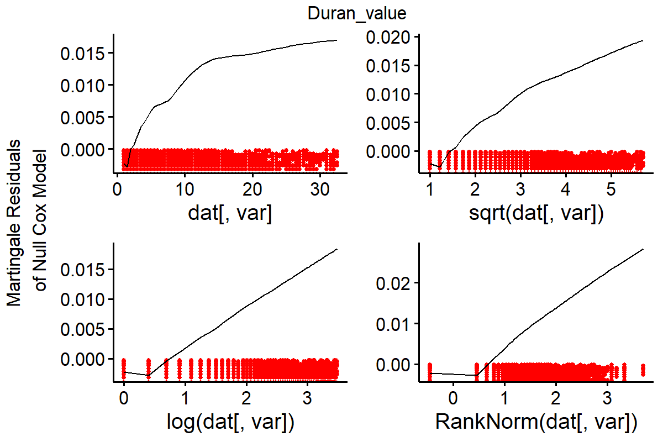 Duran_value
Martingale Residuals
of Null Cox Model
0.015
0.010
0.005
0.000
0 10 20 30
dat[, var]
0.020
0.015
0.010
0.005
0.000
1 2 3 4 5
sqrt(dat[, var])
0.015
0.010
0.005
0.000
0 1 2 3
log(dat[, var])
0.02
0.01
0.00
0 1 2 3
RankNorm(dat[, var])